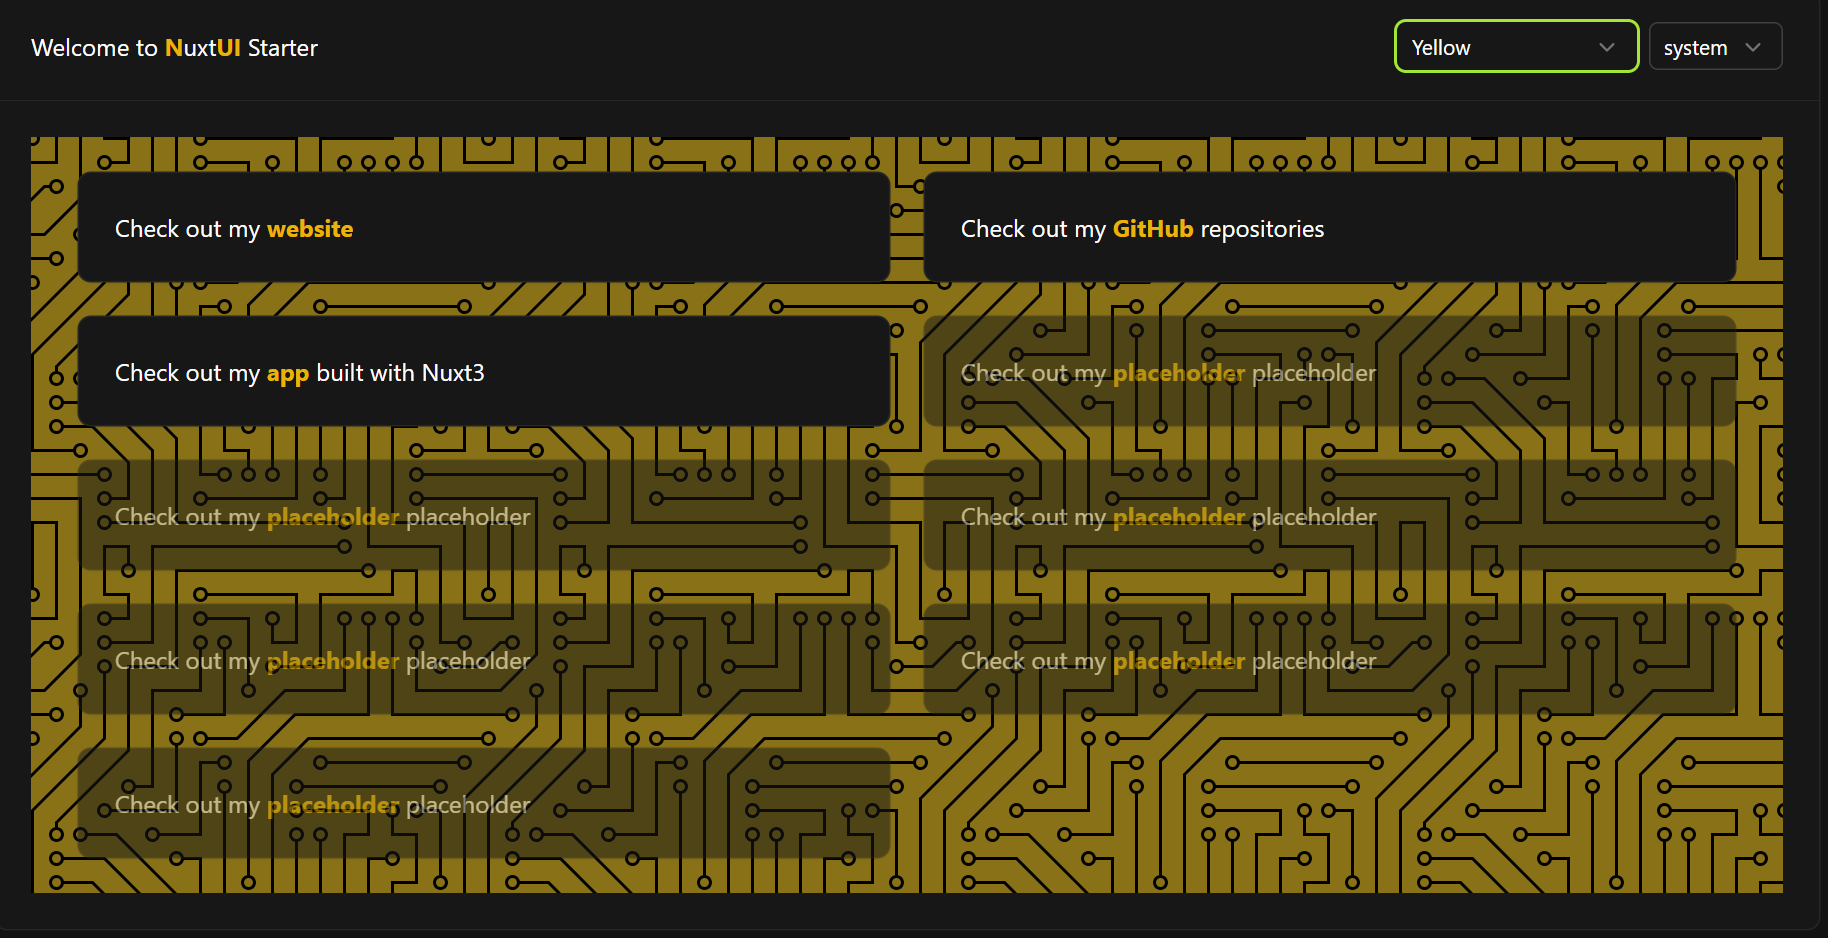 Welcome to NuxtUI Starter
Yellow
system
Check out my website
Check out my GitHub repositories
Check out my app built with Nuxt3
Check out my placeholder placeholder
Check out my placeholder placeholder
Check out my placeholder placeholder
Check out my placeholder placeholder
Check out my placeholder placeholder
Check out my placeholder placeholder